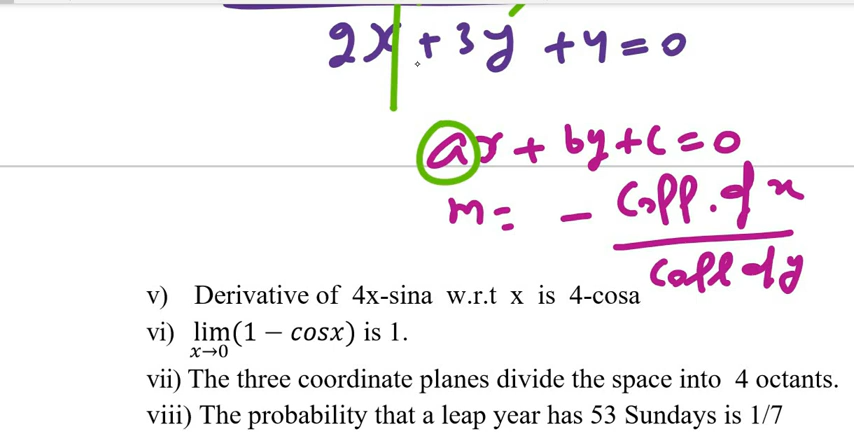 2x + 3y + 4 = 0
ax + by + c = 0
m = - coff. of x
coff of y
v) Derivative of 4x-sina w.r.t x is 4-cosa
vi) lim(1 − cosx) is 1.
x→0
vii) The three coordinate planes divide the space into 4 octants.
viii) The probability that a leap year has 53 Sundays is 1/7